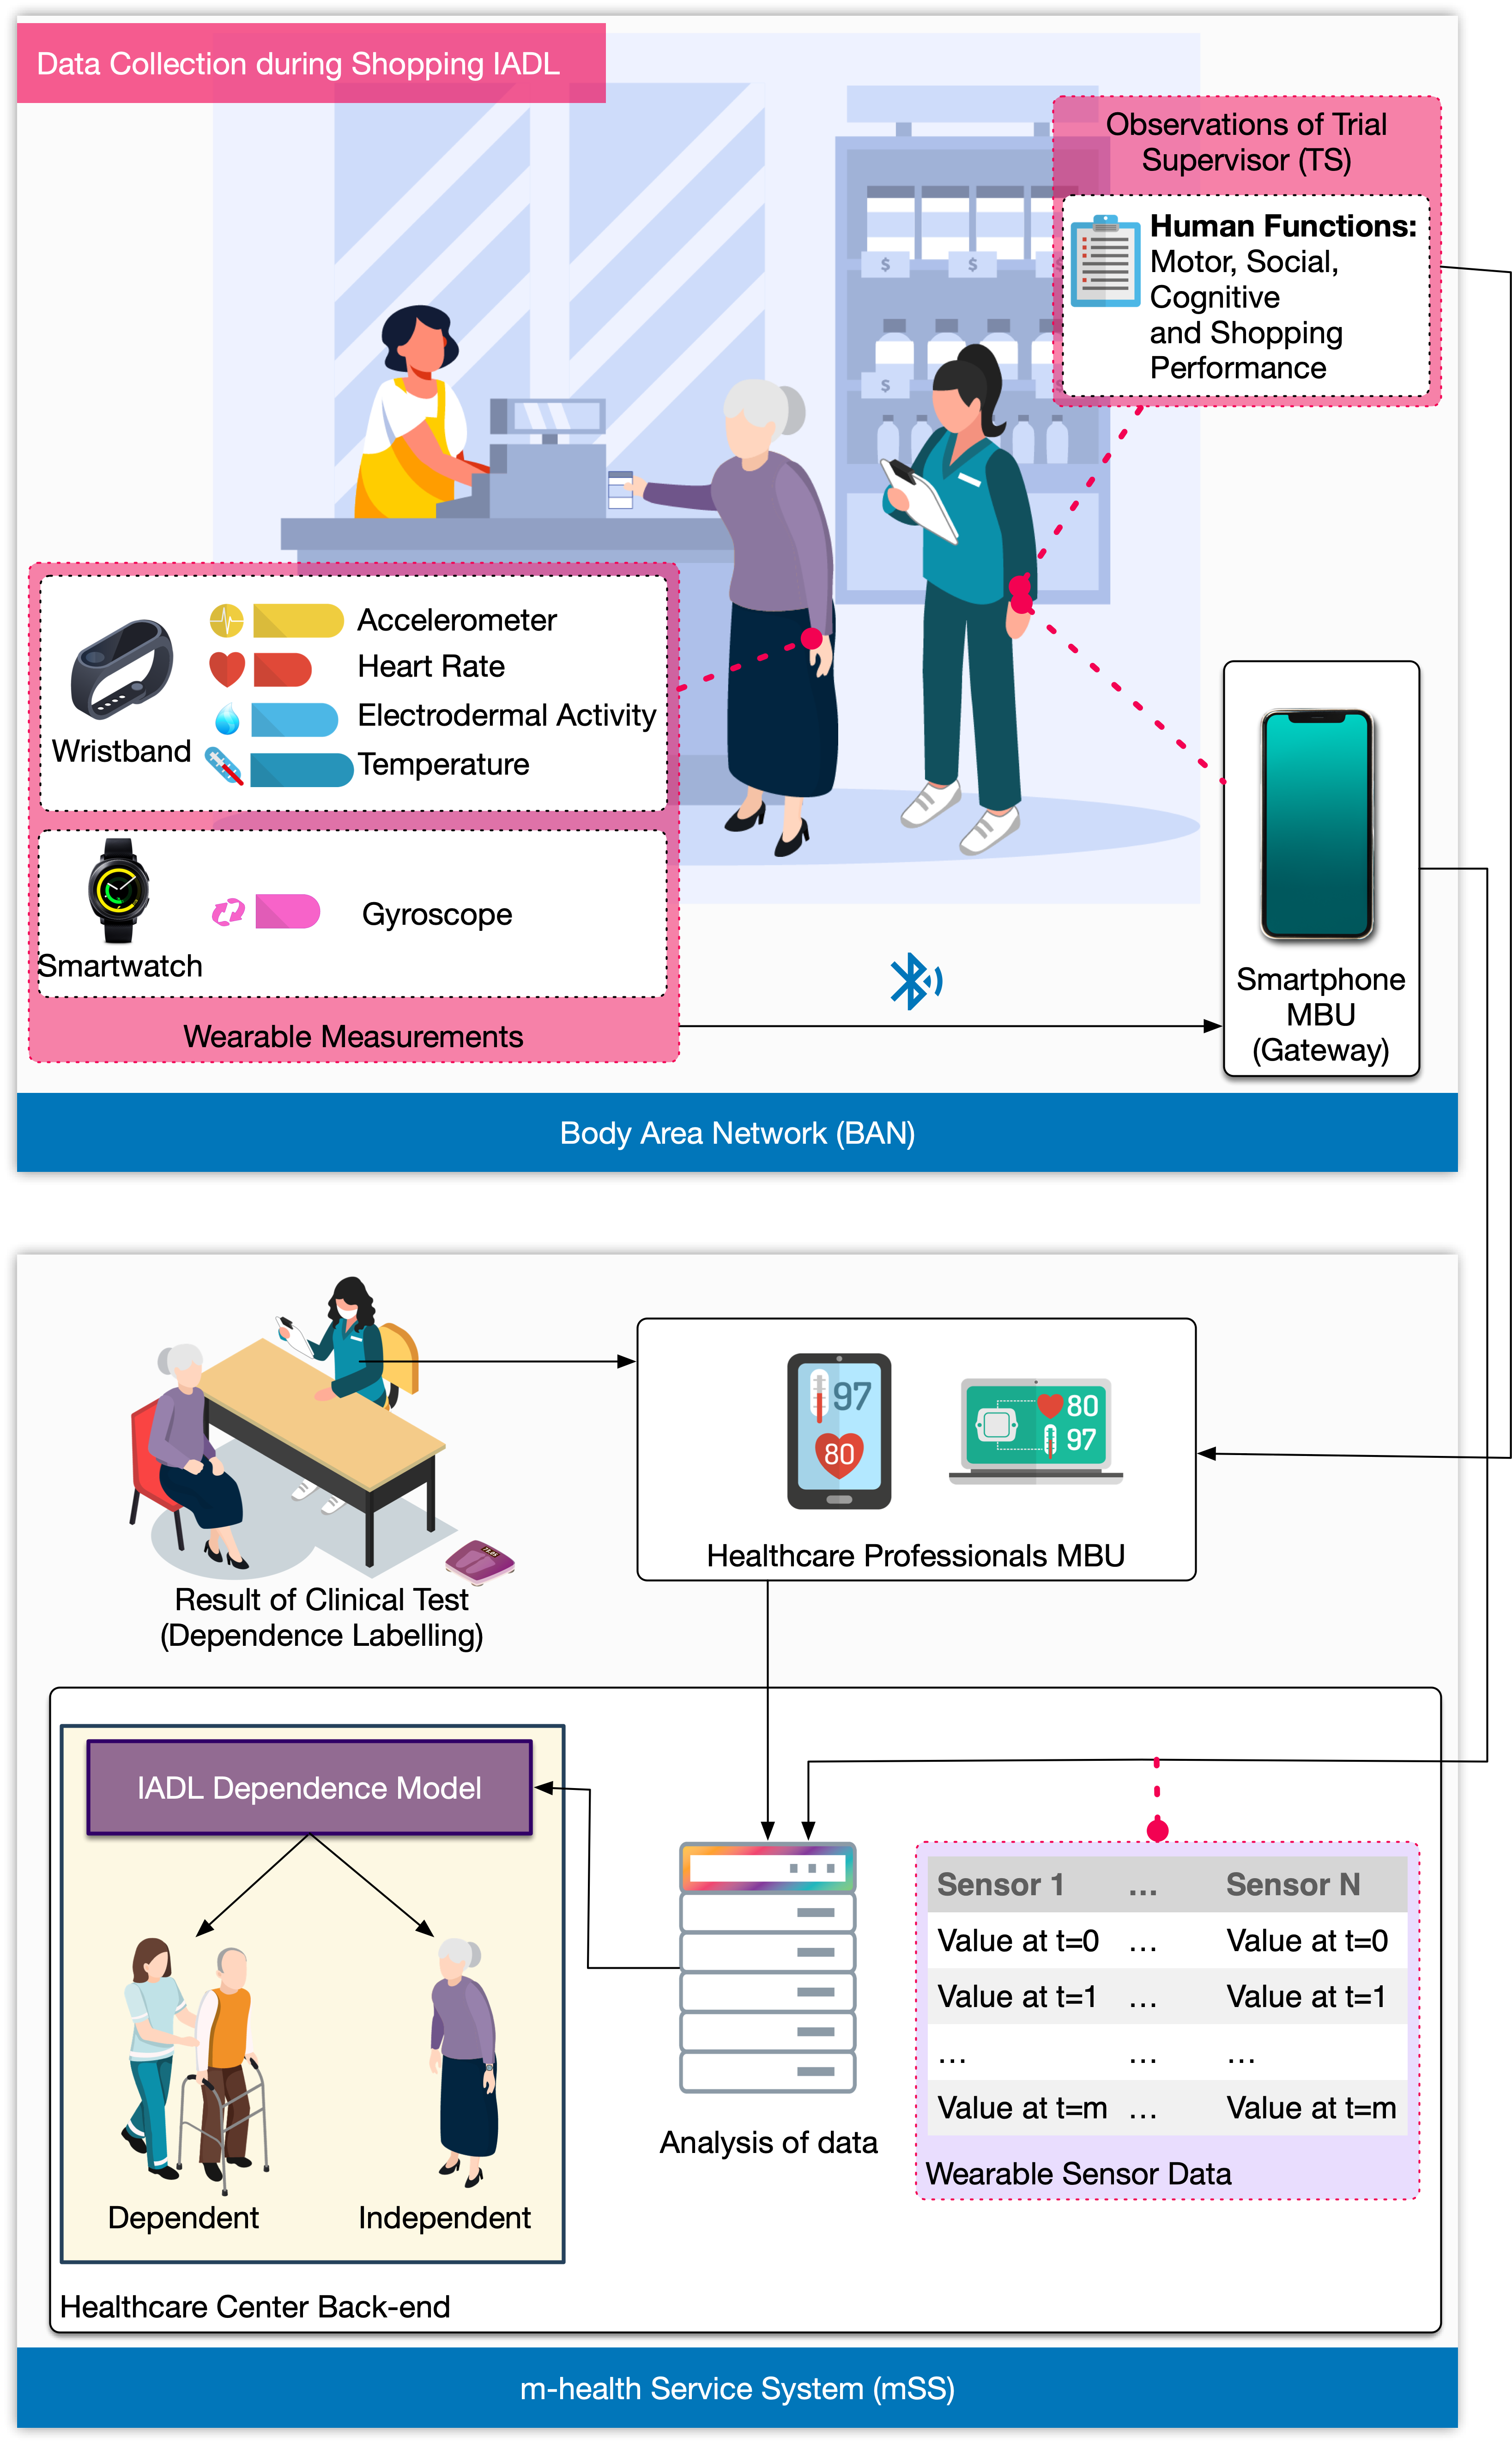 Data Collection during Shopping IADL
Observations of Trial
Supervisor (TS)
Human Functions:
Motor, Social,
Cognitive
and Shopping
Performance
$
$
$
Accelerometer
Heart Rate
Electrodermal Activity
Temperature
Wristband
Gyroscope
Smartwatch
Wearable Measurements
Smartphone
MBU
(Gateway)
Body Area Network (BAN)
97
80
80
97
Healthcare Professionals MBU
Result of Clinical Test
(Dependence Labelling)
IADL Dependence Model
Dependent
Independent
Analysis of data
Sensor 1 ... Sensor N
Value at t=0 ... Value at t=0
Value at t=1 ... Value at t=1
... ... ...
Value at t=m ... Value at t=m
Wearable Sensor Data
Healthcare Center Back-end
m-health Service System (mSS)